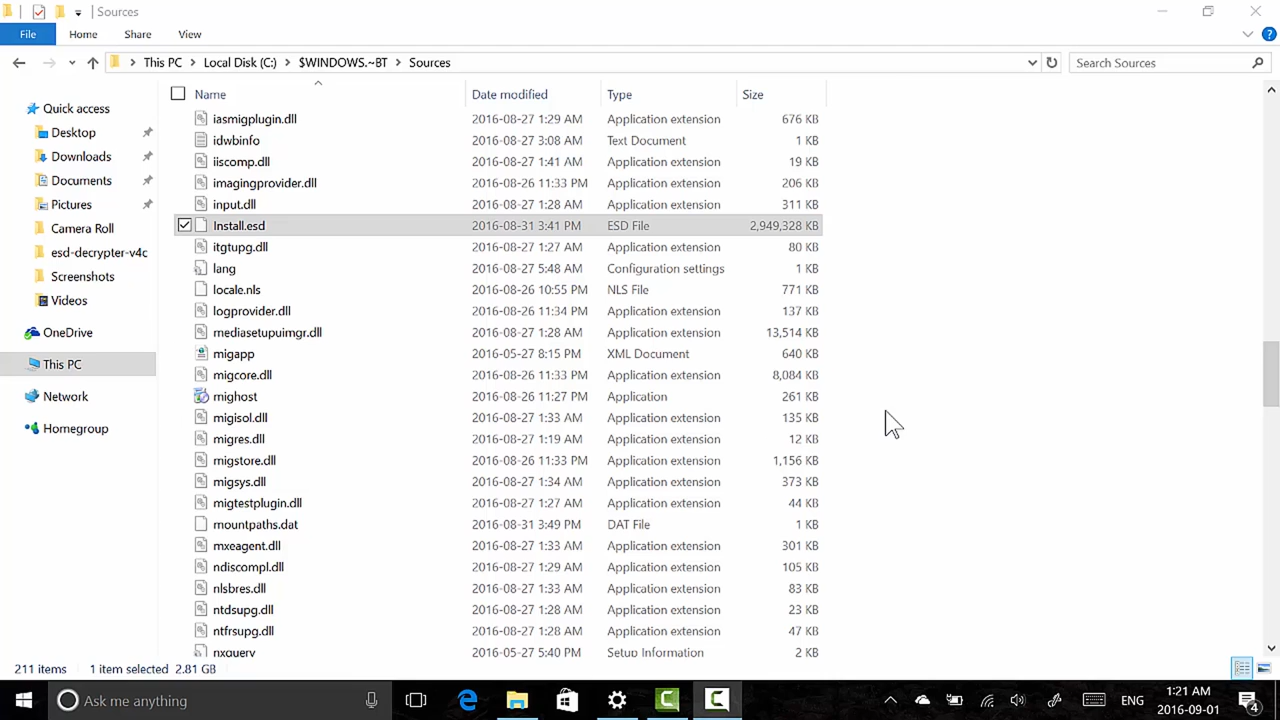 Sources
File Home Share View
This PC Local Disk (C:) $WINDOWS.~BT Sources Search Sources
Name Date modified Type Size
Quick access
Desktop
Downloads
Documents
Pictures
Camera Roll
esd-decrypter-v4c
Screenshots
Videos
OneDrive
This PC
Network
Homegroup
iasmigplugin.dll 2016-08-27 1:29 AM Application extension 676 KB
idwbinfo 2016-08-27 3:08 AM Text Document 1 KB
iiscomp.dll 2016-08-27 1:41 AM Application extension 19 KB
imagingprovider.dll 2016-08-26 11:33 PM Application extension 206 KB
input.dll 2016-08-27 1:28 AM Application extension 311 KB
Install.esd 2016-08-31 3:41 PM ESD File 2,949,328 KB
itgtupg.dll 2016-08-27 1:27 AM Application extension 80 KB
lang 2016-08-27 5:48 AM Configuration settings 1 KB
locale.nls 2016-08-26 10:55 PM NLS File 771 KB
logprovider.dll 2016-08-26 11:34 PM Application extension 137 KB
mediasetupuimgr.dll 2016-08-27 1:28 AM Application extension 13,514 KB
migapp 2016-05-27 8:15 PM XML Document 640 KB
migcore.dll 2016-08-26 11:33 PM Application extension 8,084 KB
mighost 2016-08-26 11:27 PM Application 261 KB
migisol.dll 2016-08-27 1:33 AM Application extension 135 KB
migres.dll 2016-08-27 1:19 AM Application extension 12 KB
migstore.dll 2016-08-26 11:33 PM Application extension 1,156 KB
migsys.dll 2016-08-27 1:34 AM Application extension 373 KB
migtestplugin.dll 2016-08-27 1:27 AM Application extension 44 KB
mountpaths.dat 2016-08-31 3:49 PM DAT File 1 KB
mxeagent.dll 2016-08-27 1:33 AM Application extension 301 KB
ndiscompl.dll 2016-08-27 1:29 AM Application extension 105 KB
nlsbres.dll 2016-08-27 1:33 AM Application extension 83 KB
ntdsupg.dll 2016-08-27 1:28 AM Application extension 23 KB
ntfrsupg.dll 2016-08-27 1:28 AM Application extension 47 KB
nxquery 2016-05-27 5:40 PM Setup Information 2 KB
211 items 1 item selected 2.81 GB
Ask me anything ENG 1:21 AM
2016-09-01 4